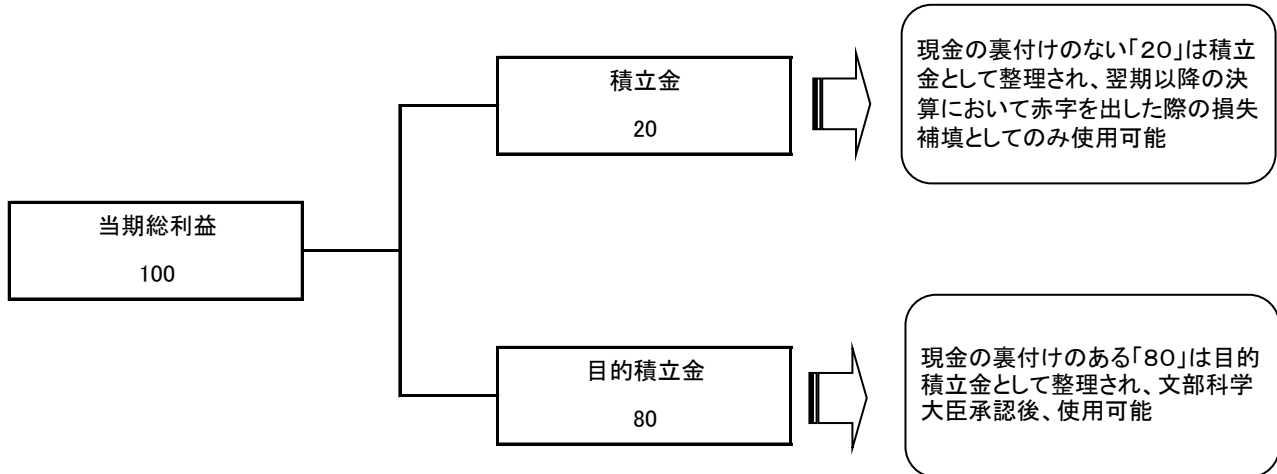 積立金
20
現金の裏付けのない「20」は積立
金として整理され、翌期以降の決
算において赤字を出した際の損失
補填としてのみ使用可能
当期総利益
100
目的積立金
80
現金の裏付けのある「80」は目的
積立金として整理され、文部科学
大臣承認後、使用可能